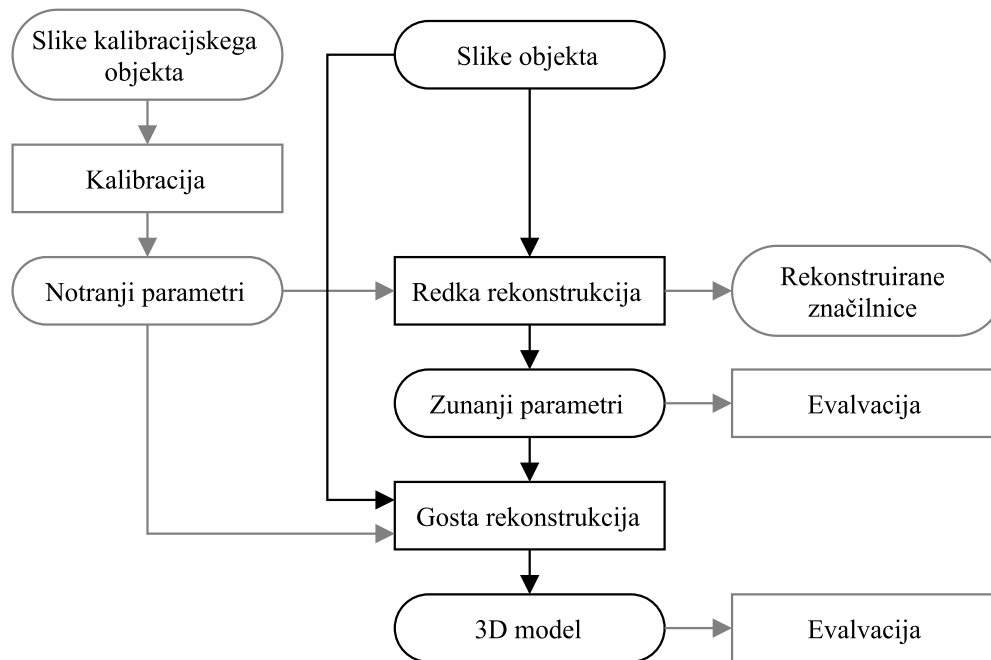 Slike kalibracijskega
objekta
Slike objekta
Kalibracija
Notranji parametri
Redka rekonstrukcija
Rekonstruirane
značilnice
Zunanji parametri
Evalvacija
Gosta rekonstrukcija
3D model
Evalvacija